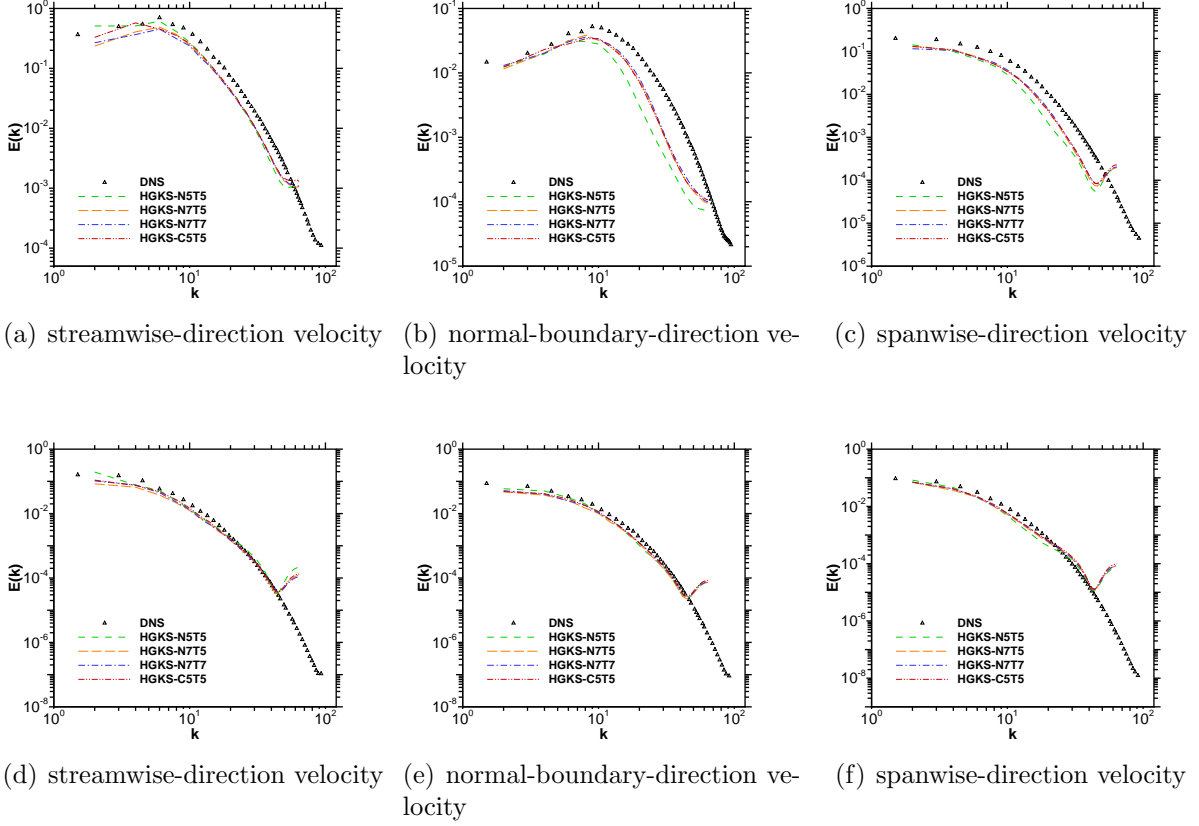 10⁰
10⁻¹
10⁻²
10⁻³
10⁻⁴
E(k)
DNS
HGKS-N5T5
HGKS-N7T5
HGKS-N7T7
HGKS-C5T5
10⁰ 10¹ 10²
k
(a) streamwise-direction velocity
10⁰
10⁻¹
10⁻²
10⁻³
10⁻⁴
10⁻⁵
E(k)
DNS
HGKS-N5T5
HGKS-N7T5
HGKS-N7T7
HGKS-C5T5
10⁰ 10¹ 10²
k
(b) normal-boundary-direction ve-
locity
10⁰
10⁻¹
10⁻²
10⁻³
10⁻⁴
10⁻⁵
10⁻⁶
E(k)
DNS
HGKS-N5T5
HGKS-N7T5
HGKS-N7T7
HGKS-C5T5
10⁰ 10¹ 10²
k
(c) spanwise-direction velocity
10⁰
10⁻²
10⁻⁴
10⁻⁶
10⁻⁸
E(k)
DNS
HGKS-N5T5
HGKS-N7T5
HGKS-N7T7
HGKS-C5T5
10⁰ 10¹ 10²
k
(d) streamwise-direction velocity
10⁰
10⁻²
10⁻⁴
10⁻⁶
10⁻⁸
E(k)
DNS
HGKS-N5T5
HGKS-N7T5
HGKS-N7T7
HGKS-C5T5
10⁰ 10¹ 10²
k
(e) normal-boundary-direction ve-
locity
10⁰
10⁻²
10⁻⁴
10⁻⁶
10⁻⁸
E(k)
DNS
HGKS-N5T5
HGKS-N7T5
HGKS-N7T7
HGKS-C5T5
10⁰ 10¹ 10²
k
(f) spanwise-direction velocity